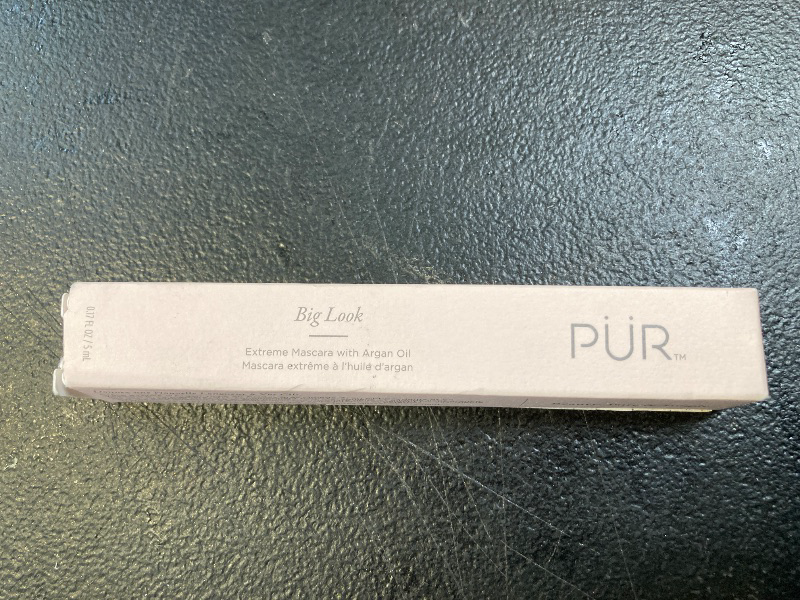 Big Look
Extreme Mascara with Argan Oil
Mascara extrême à l'huile d'argan
PÜR™
0.17 FL OZ / 5 mL